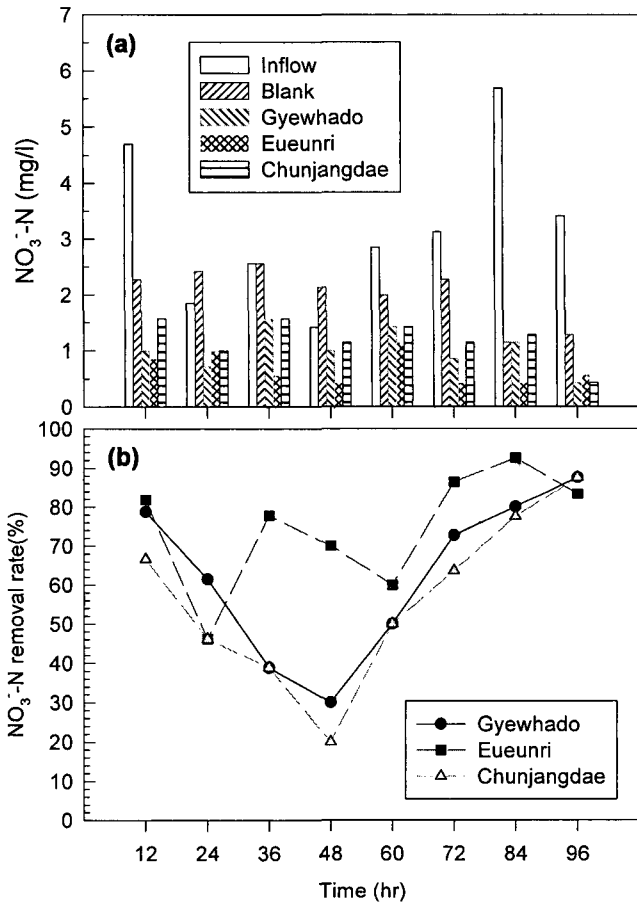 (a)
Inflow
Blank
Gyewhado
Eueunri
Chunjangdae
NO₃⁻-N (mg/l)
7
6
5
4
3
2
1
0
(b)
NO₃⁻-N removal rate(%)
100
90
80
70
60
50
40
30
20
10
0
Gyewhado
Eueunri
Chunjangdae
12 24 36 48 60 72 84 96
Time (hr)